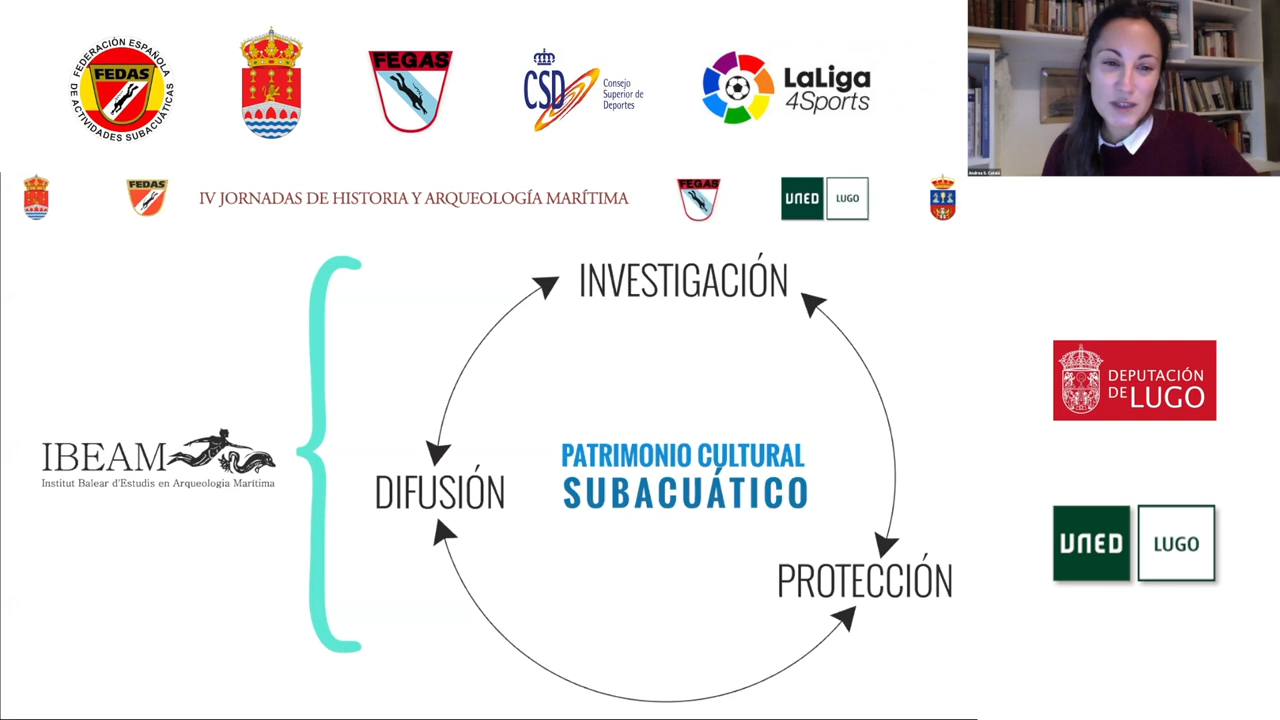 FEDERACIÓN ESPAÑOLA
DE ACTIVIDADES SUBACUÁTICAS
FEDAS
FEGAS
CSD
Consejo
Superior de
Deportes
LaLiga
4Sports
Andrea S. Català
FEDAS
IV JORNADAS DE HISTORIA Y ARQUEOLOGÍA MARÍTIMA
FEGAS
UNED
LUGO
INVESTIGACIÓN
DEPUTACIÓN
DE LUGO
IBEAM
Institut Balear d'Estudis en Arqueologia Marítima
DIFUSIÓN
PATRIMONIO CULTURAL
SUBACUÁTICO
UNED
LUGO
PROTECCIÓN